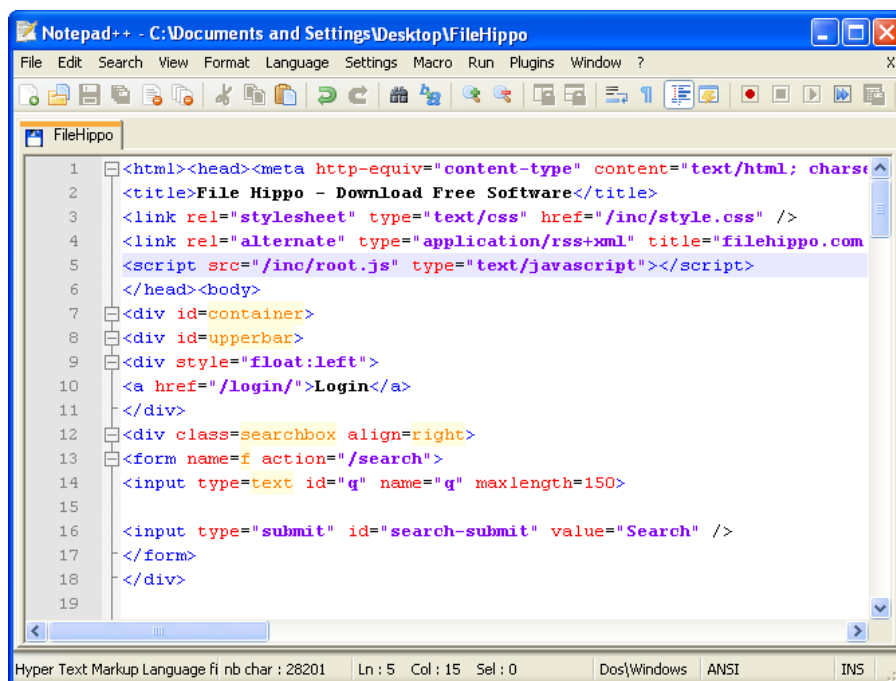 Notepad++ - C:\Documents and Settings\Desktop\FileHippo
File Edit Search View Format Language Settings Macro Run Plugins Window ? X
FileHippo
1 <html><head><meta http-equiv="content-type" content="text/html;
2 <title>File Hippo - Download Free Software</title>
3 <link rel="stylesheet" type="text/css" href="/inc/style.css" />
4 <link rel="alternate" type="application/rss+xml" title="filehippo.com
5 <script src="/inc/root.js" type="text/javascript"></script>
6 </head><body>
7 <div id=container>
8 <div id=upperbar>
9 <div style="float:left">
10 <a href="/login/">Login</a>
11 </div>
12 <div class=searchbox align=right>
13 <form name=f action="/search">
14 <input type=text id="q" name="q" maxlength=150>
15
16 <input type="submit" id="search-submit" value="Search" />
17 </form>
18 </div>
19
Hyper Text Markup Language fi nb char : 28201 Ln : 5 Col : 15 Sel : 0 Dos\Windows ANSI INS